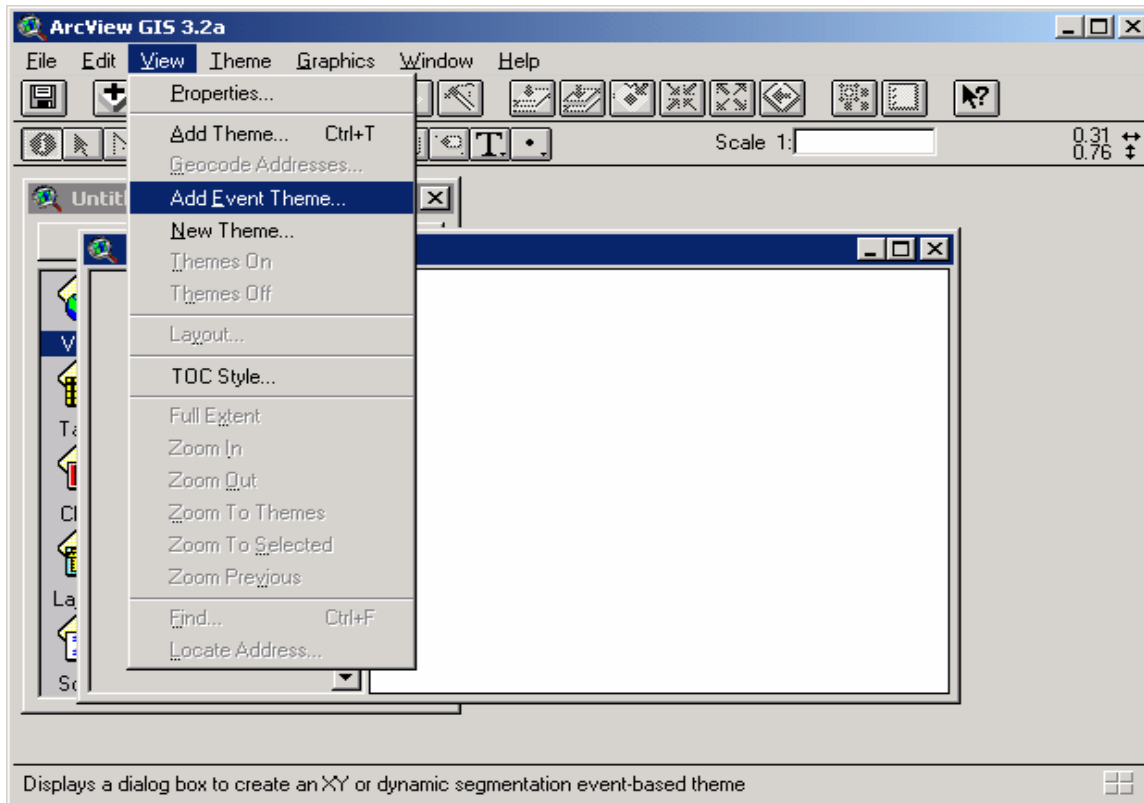 ArcView GIS 3.2a
File Edit View Theme Graphics Window Help
Scale 1:
0.31
0.76
Properties...
Add Theme... Ctrl+T
Geocode Addresses...
Add Event Theme...
New Theme...
Themes On
Themes Off
Layout...
TOC Style...
Full Extent
Zoom In
Zoom Out
Zoom To Themes
Zoom To Selected
Zoom Previous
Find... Ctrl+F
Locate Address...
Displays a dialog box to create an XY or dynamic segmentation event-based theme